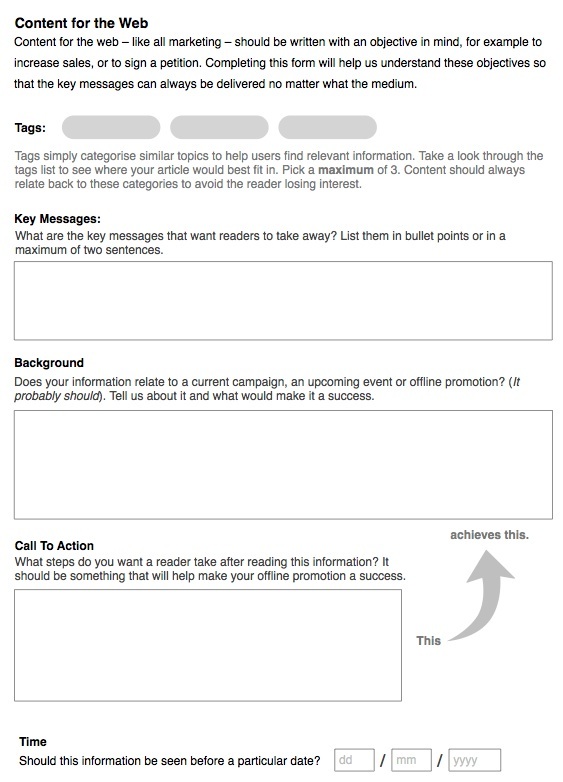 Content for the Web
Content for the web – like all marketing – should be written with an objective in mind, for example to
increase sales, or to sign a petition. Completing this form will help us understand these objectives so
that the key messages can always be delivered no matter what the medium.
Tags:
Tags simply categorise similar topics to help users find relevant information. Take a look through the
tags list to see where your article would best fit in. Pick a maximum of 3. Content should always
relate back to these categories to avoid the reader losing interest.
Key Messages:
What are the key messages that want readers to take away? List them in bullet points or in a
maximum of two sentences.
Background
Does your information relate to a current campaign, an upcoming event or offline promotion? (It
probably should). Tell us about it and what would make it a success.
achieves this.
Call To Action
What steps do you want a reader take after reading this information? It
should be something that will help make your offline promotion a success.
This
Time
Should this information be seen before a particular date? dd / mm / yyyy